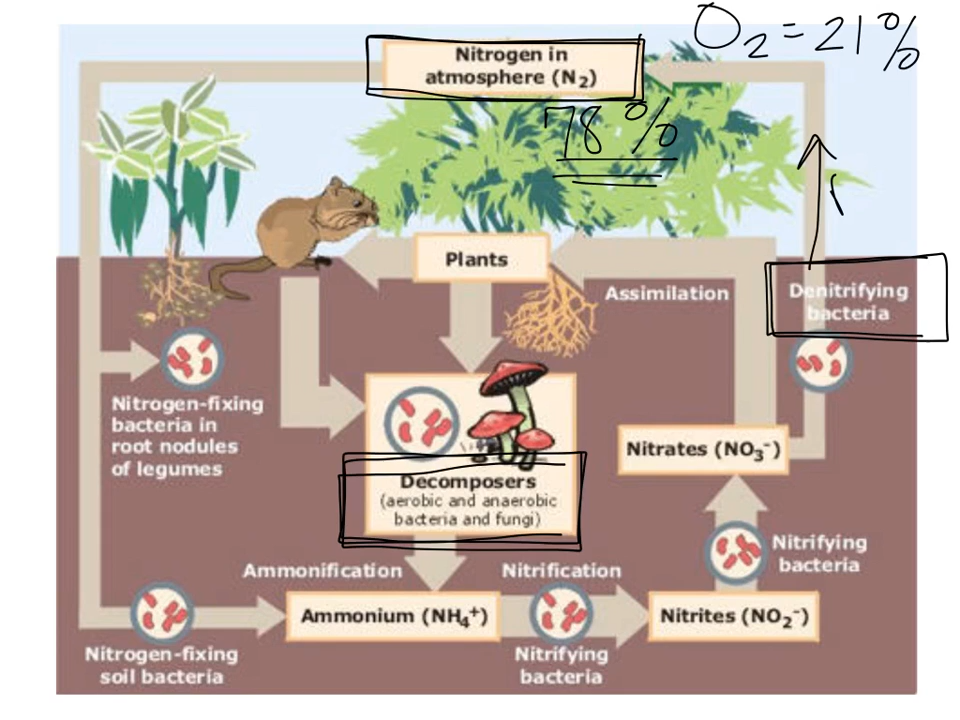 O₂ = 21%
Nitrogen in
atmosphere (N₂)
78%
Plants
Assimilation
Denitrifying
bacteria
Nitrogen-fixing
bacteria in
root nodules
of legumes
Nitrates (NO₃⁻)
Decomposers
(aerobic and anaerobic
bacteria and fungi)
Nitrifying
bacteria
Ammonification
Nitrification
Ammonium (NH₄⁺)
Nitrites (NO₂⁻)
Nitrogen-fixing
soil bacteria
Nitrifying
bacteria